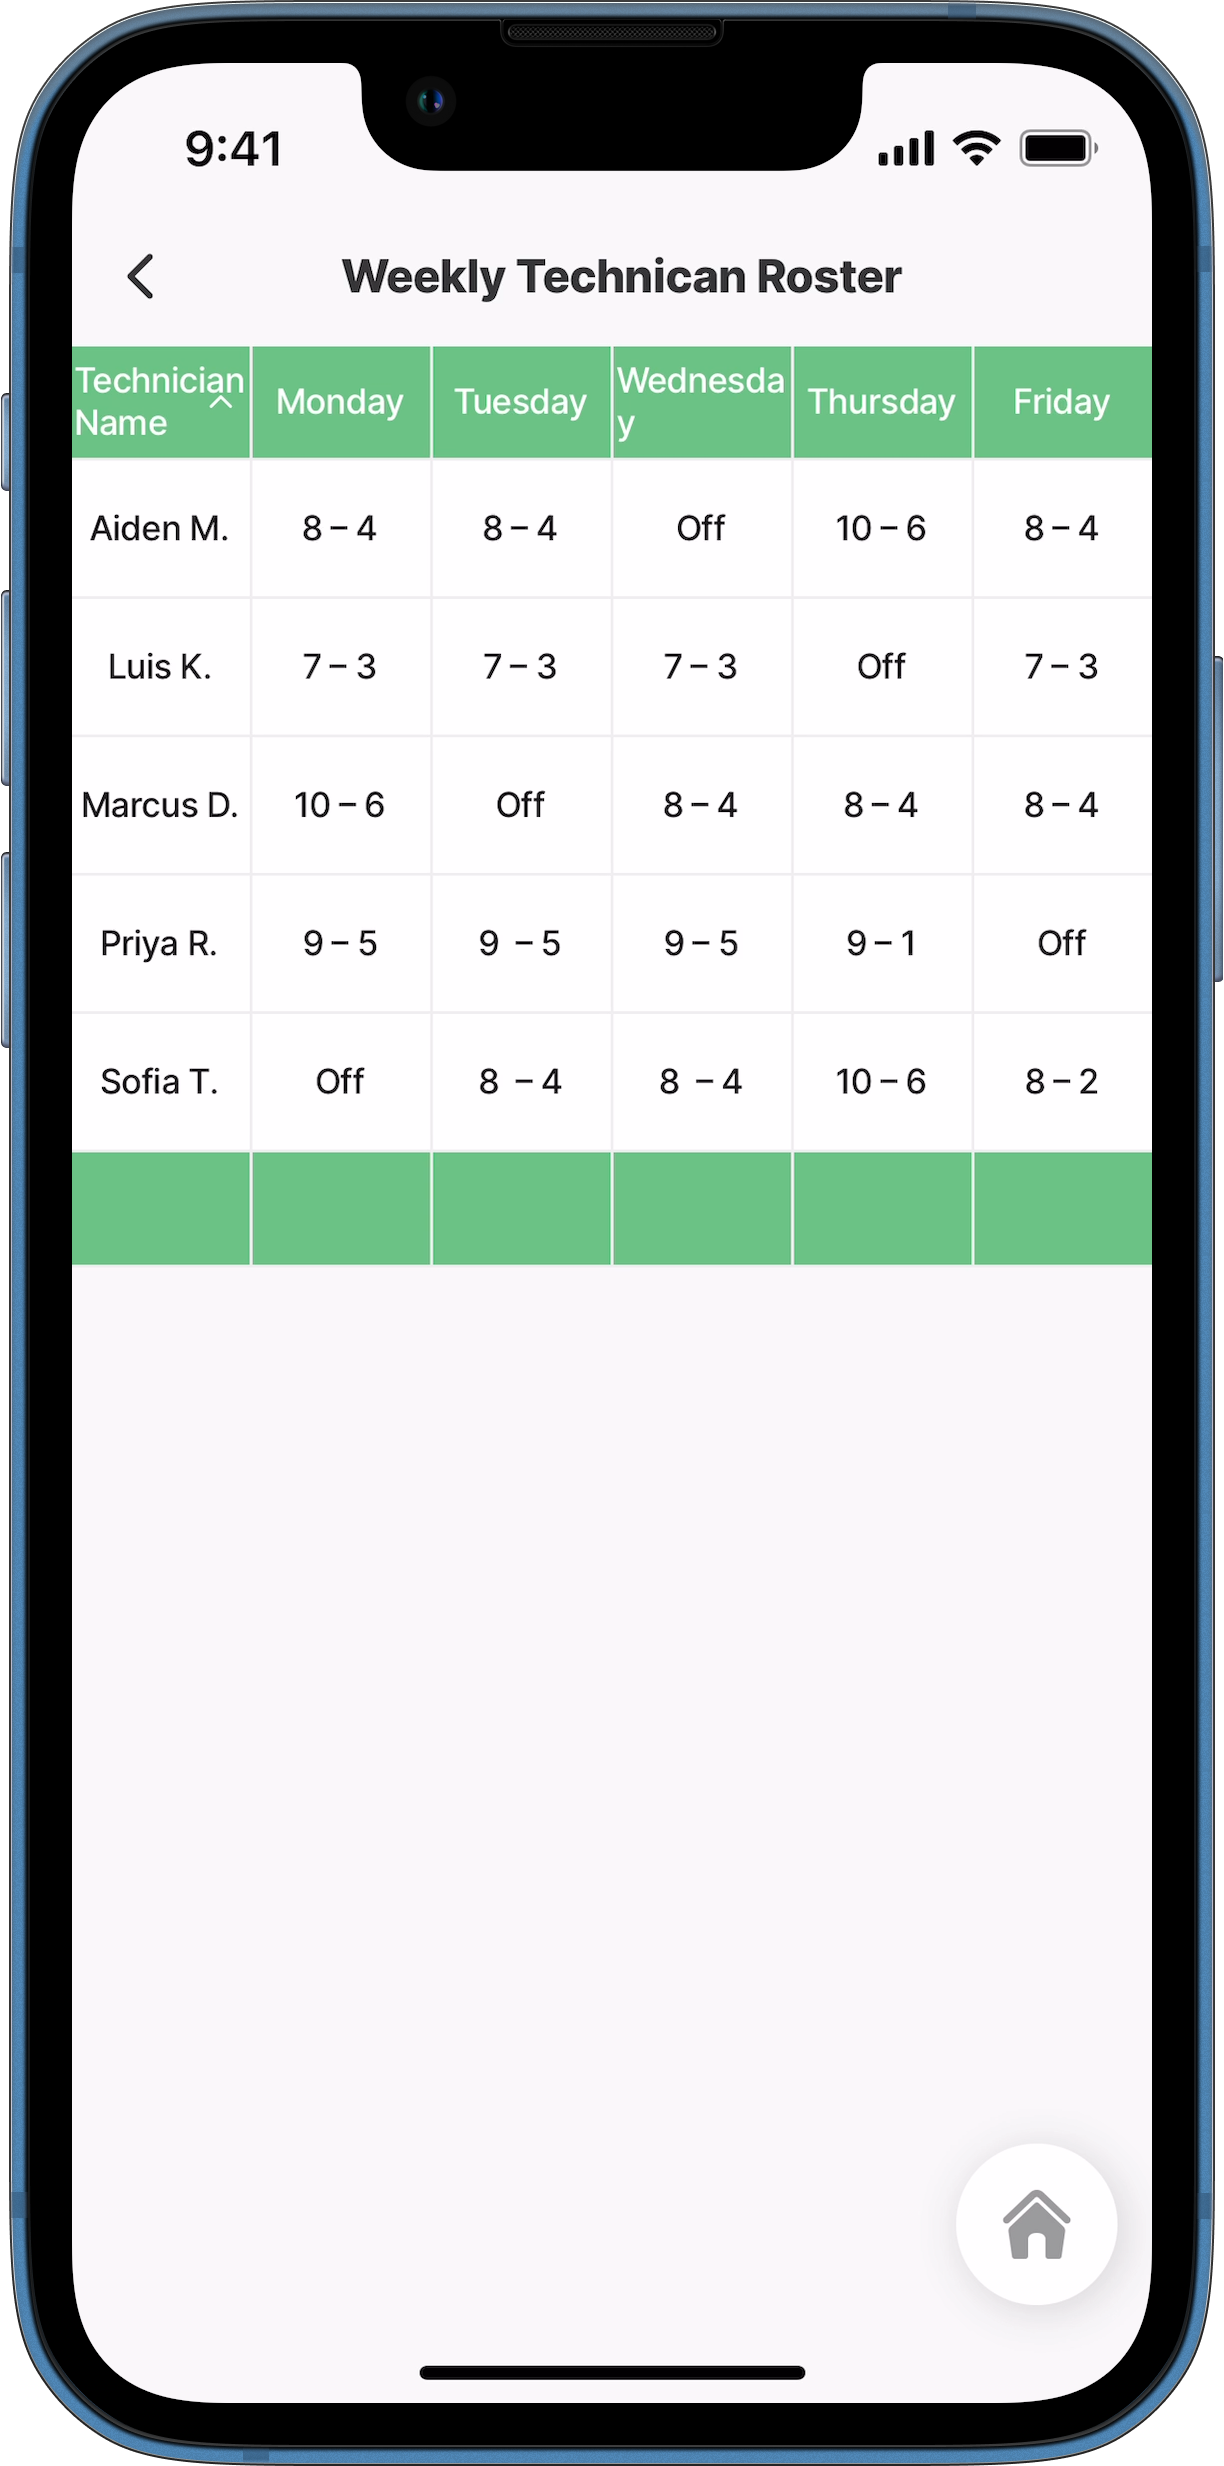 9:41
Weekly Technican Roster
Technician
Name
Monday
Tuesday
Wednesda
y
Thursday
Friday
Aiden M. 8 – 4 8 – 4 Off 10 – 6 8 – 4
Luis K. 7 – 3 7 – 3 7 – 3 Off 7 – 3
Marcus D. 10 – 6 Off 8 – 4 8 – 4 8 – 4
Priya R. 9 – 5 9 – 5 9 – 5 9 – 1 Off
Sofia T. Off 8 – 4 8 – 4 10 – 6 8 – 2